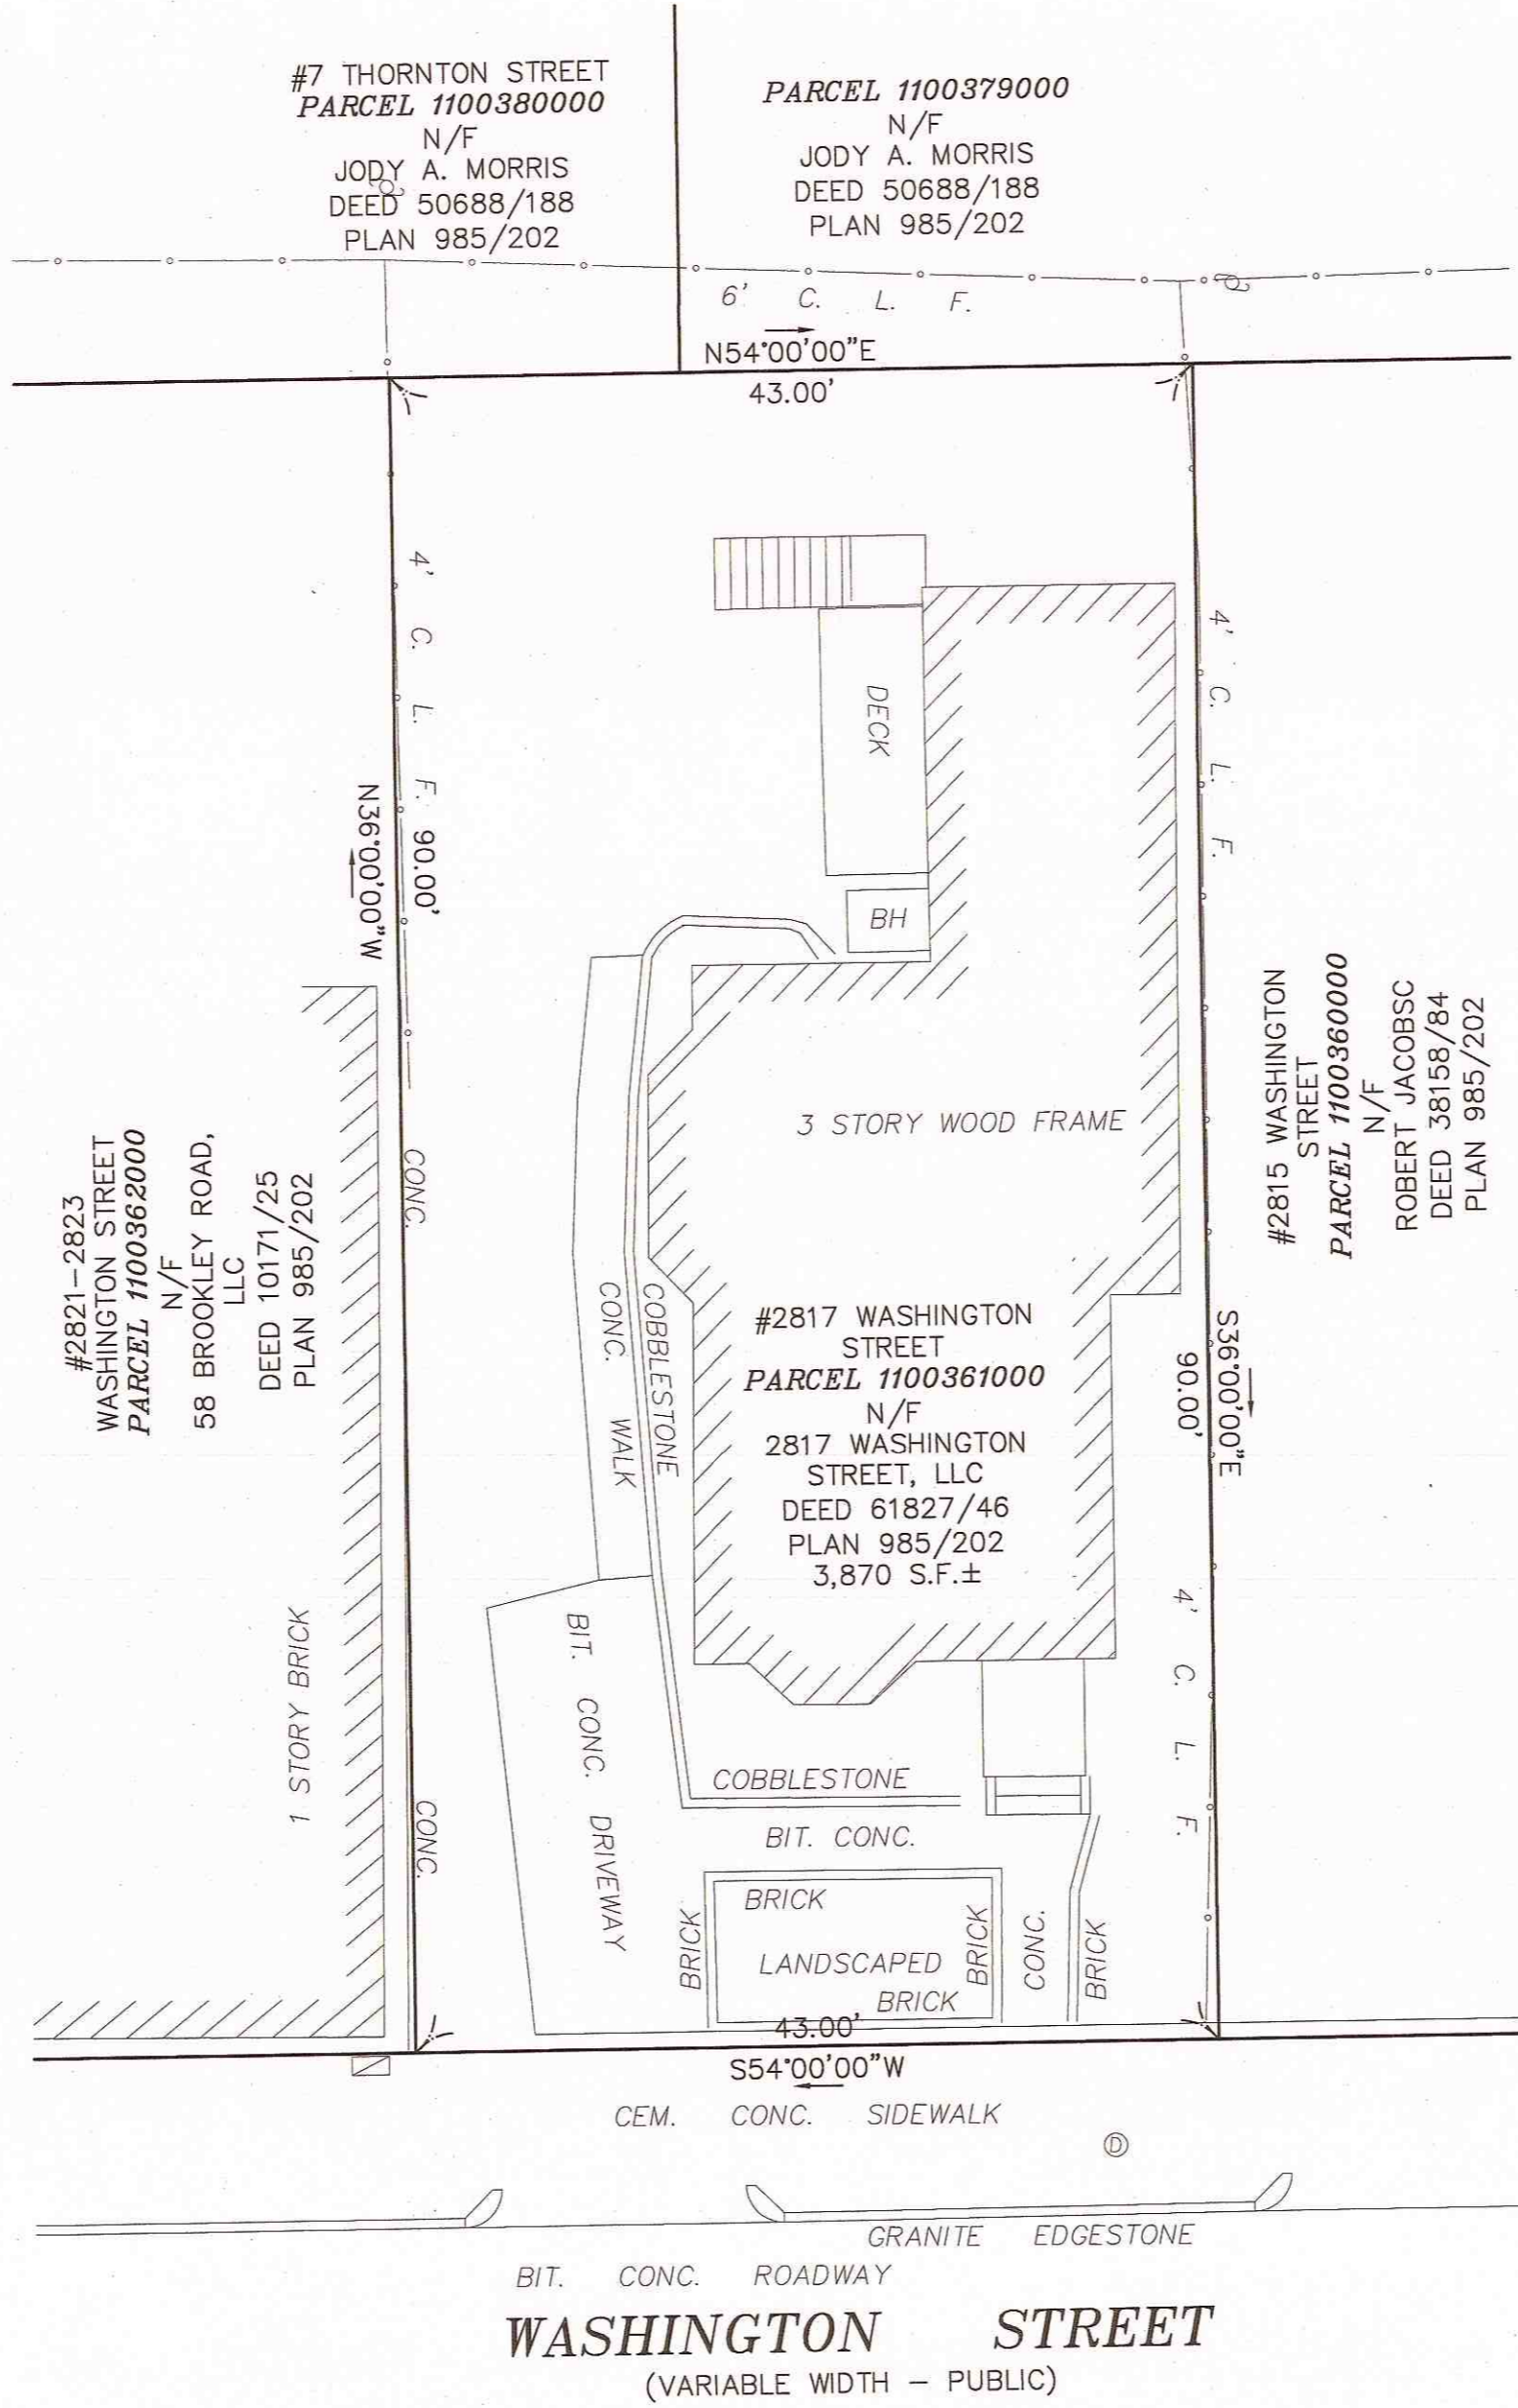 #7 THORNTON STREET
PARCEL 1100380000
N/F
JODY A. MORRIS
DEED 50688/188
PLAN 985/202
PARCEL 1100379000
N/F
JODY A. MORRIS
DEED 50688/188
PLAN 985/202
6' C. L. F.
N54°00'00"E
43.00'
4' C. L. F.
90.00'
N36°00'00"W
4' C. L. F.
DECK
BH
CONC.
3 STORY WOOD FRAME
#2815 WASHINGTON
STREET
PARCEL 1100360000
N/F
ROBERT JACOBSC
DEED 38158/84
PLAN 985/202
#2821-2823
WASHINGTON STREET
PARCEL 1100362000
N/F
58 BROOKLEY ROAD,
LLC
DEED 10171/25
PLAN 985/202
COBBLESTONE
CONC. WALK
#2817 WASHINGTON
STREET
PARCEL 1100361000
N/F
2817 WASHINGTON
STREET, LLC
DEED 61827/46
PLAN 985/202
3,870 S.F.±
S36°00'00"E
90.00'
4' C. L. F.
1 STORY BRICK
BIT. CONC. DRIVEWAY
CONC.
COBBLESTONE
BIT. CONC.
BRICK
BRICK
LANDSCAPED
BRICK
BRICK
CONC.
BRICK
43.00'
S54°00'00"W
CEM. CONC. SIDEWALK
D
GRANITE EDGESTONE
BIT. CONC. ROADWAY
WASHINGTON STREET
(VARIABLE WIDTH - PUBLIC)